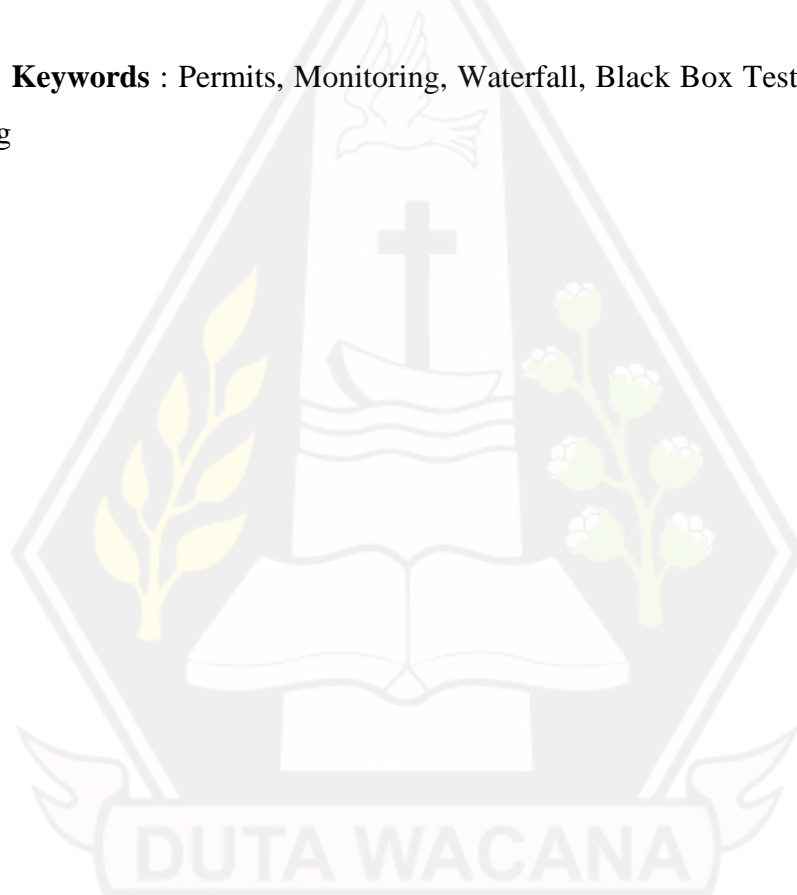 Keywords : Permits, Monitoring, Waterfall, Black Box Test
g
DUTA WACANA